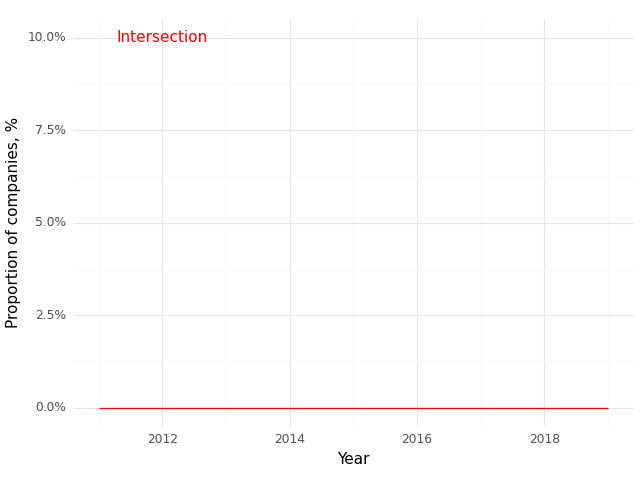 Intersection
10.0%
7.5%
5.0%
2.5%
0.0%
2012 2014 2016 2018
Year
Proportion of companies, %